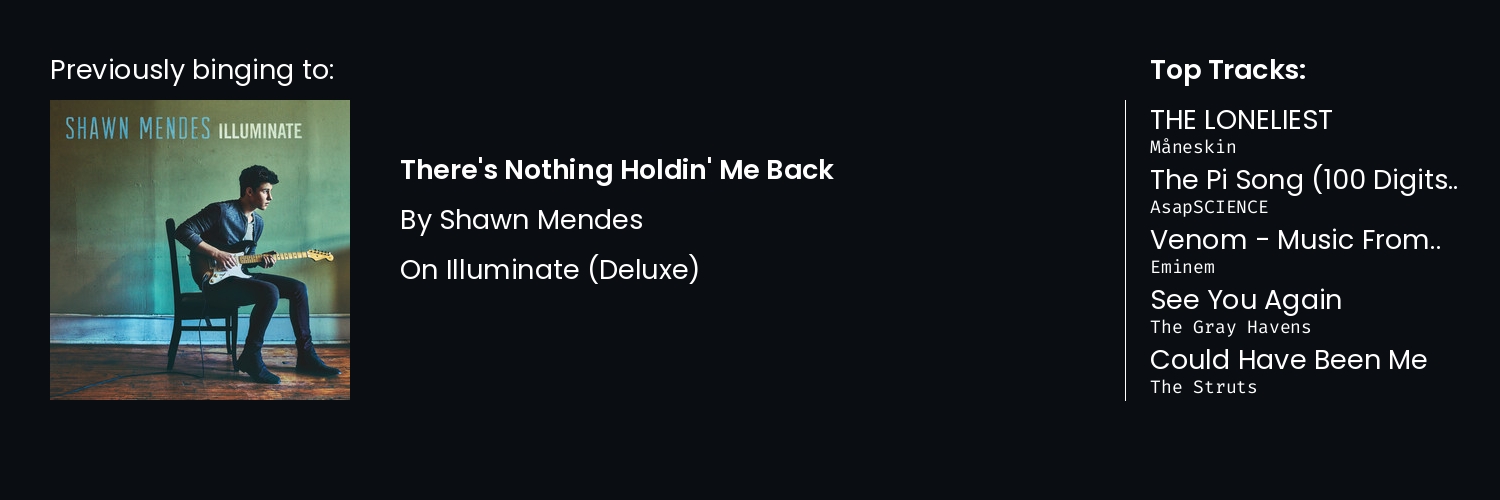 Previously binging to:
SHAWN MENDES ILLUMINATE
There's Nothing Holdin' Me Back
By Shawn Mendes
On Illuminate (Deluxe)
Top Tracks:
THE LONELIEST
Måneskin
The Pi Song (100 Digits..
AsapSCIENCE
Venom - Music From..
Eminem
See You Again
The Gray Havens
Could Have Been Me
The Struts